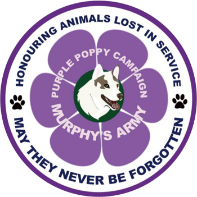 HONOURING ANIMALS LOST IN SERVICE
PURPLE POPPY CAMPAIGN
MURPHY'S ARMY
MAY THEY NEVER BE FORGOTTEN